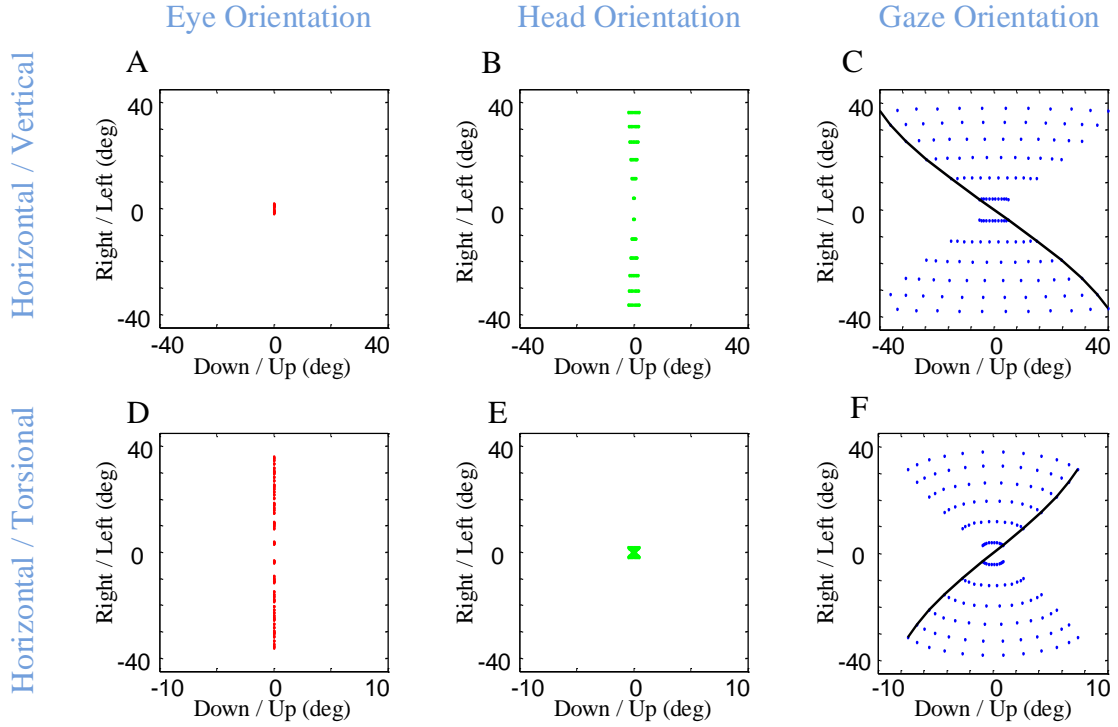 Eye Orientation
Head Orientation
Gaze Orientation
Horizontal / Vertical
A
Right / Left (deg)
40
0
-40
-40
0
40
Down / Up (deg)
B
Right / Left (deg)
40
0
-40
-40
0
40
Down / Up (deg)
C
Right / Left (deg)
40
0
-40
-40
0
40
Down / Up (deg)
Horizontal / Torsional
D
Right / Left (deg)
40
0
-40
-10
0
10
Down / Up (deg)
E
Right / Left (deg)
40
0
-40
-10
0
10
Down / Up (deg)
F
Right / Left (deg)
40
0
-40
-10
0
10
Down / Up (deg)